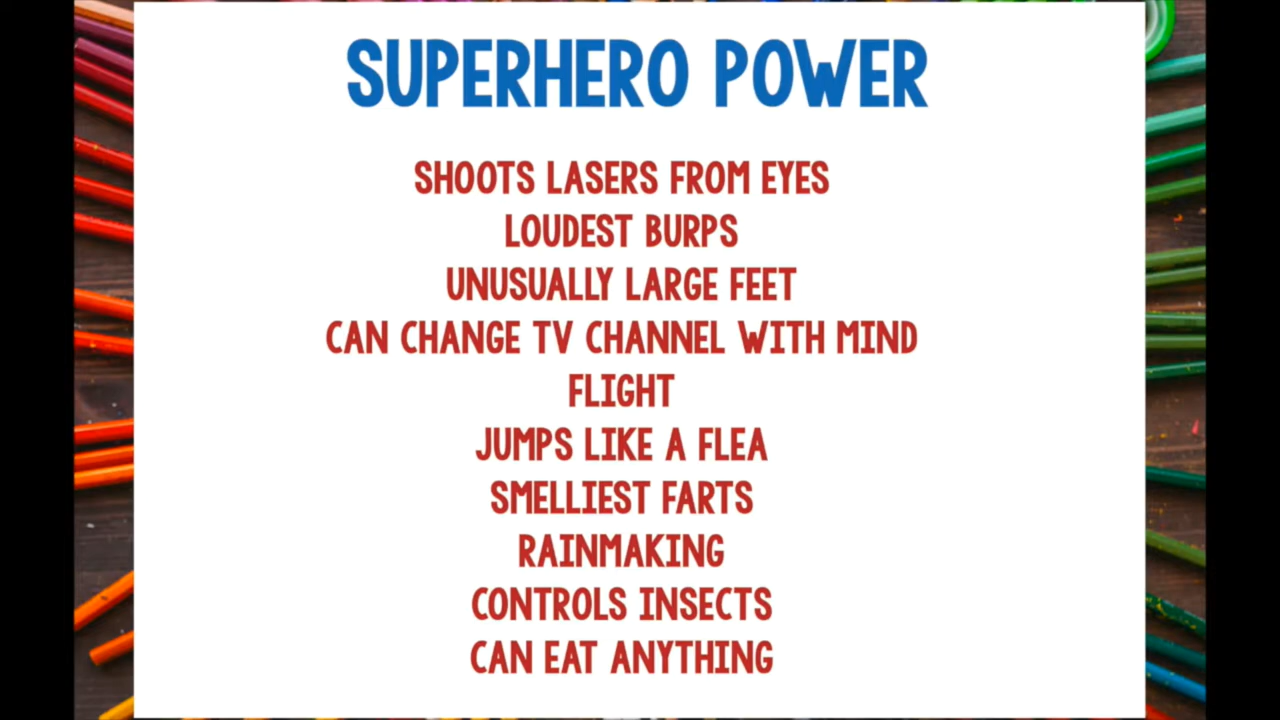 SUPERHERO POWER
SHOOTS LASERS FROM EYES
LOUDEST BURPS
UNUSUALLY LARGE FEET
CAN CHANGE TV CHANNEL WITH MIND
FLIGHT
JUMPS LIKE A FLEA
SMELLIEST FARTS
RAINMAKING
CONTROLS INSECTS
CAN EAT ANYTHING